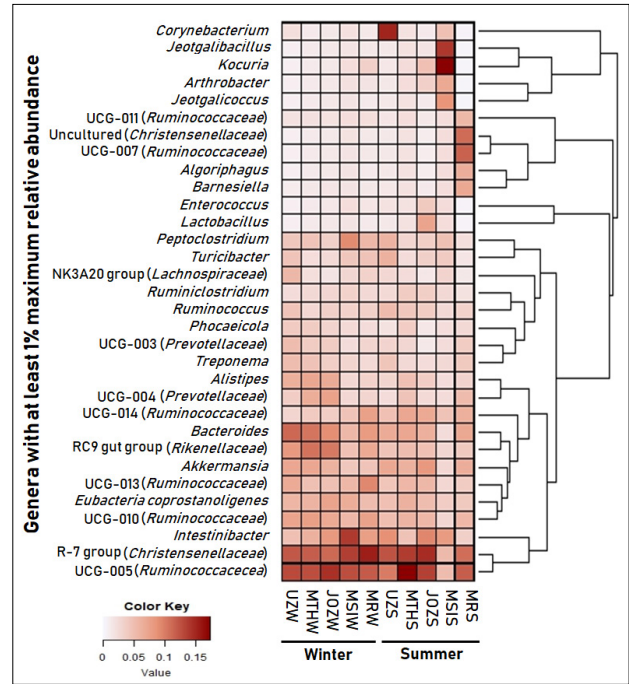 Genera with at least 1% maximum relative abundance
Corynebacterium
Jeotgalibacillus
Kocuria
Arthrobacter
Jeotgalicoccus
UCG-011 (Ruminococcaceae)
Uncultured (Christensenellaceae)
UCG-007 (Ruminococcaceae)
Algoriphagus
Barnesiella
Enterococus
Lactobacillus
Peptoclostridium
Turicibacter
NK3A20 group (Lachnospiraceae)
Ruminiclostridium
Ruminococcus
Phocaeicola
UCG-003 (Prevotellaceae)
Treponema
Alistipes
UCG-004 (Prevotellaceae)
UCG-014 (Ruminococcaceae)
Bacteroides
RC9 gut group (Rikenellaceae)
Akkermansia
UCG-013 (Ruminococcaceae)
Eubacteria coprostanoligenes
UCG-010 (Ruminococcaceae)
Intestinibacter
R-7 group (Christensenellaceae)
UCG-005 (Ruminococcacecea)
UZW
MTHW
JOZW
MSIW
MRW
UZS
MTHS
JOZS
MSIS
MRS
Winter
Summer
Color Key
0 0.05 0.1 0.15
Value